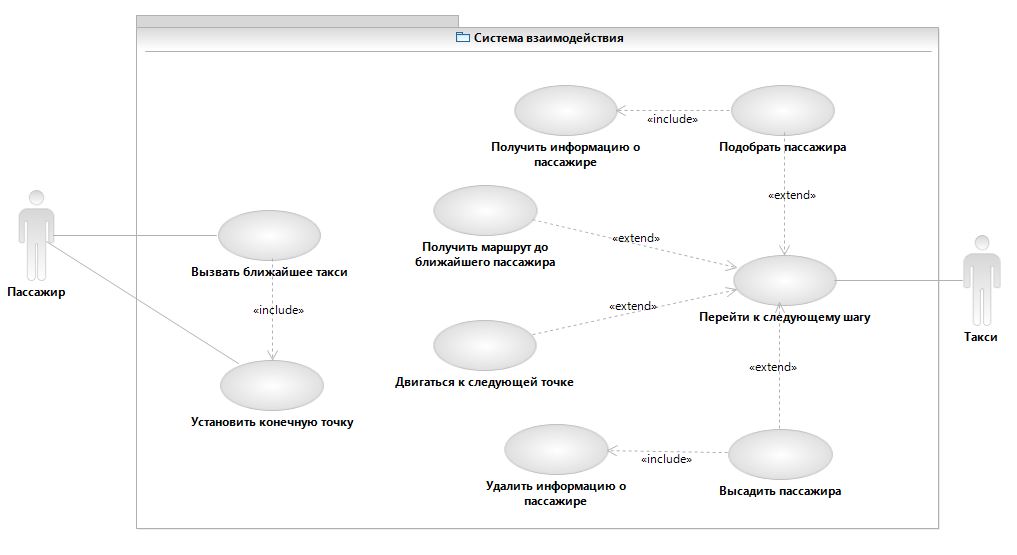 Система взаимодействия
«include»
Получить информацию о
пассажире
Подобрать пассажира
«extend»
Получить маршрут до
ближайшего пассажира
«extend»
Вызвать ближайшее такси
Пассажир
«include»
«extend»
Перейти к следующему шагу
Такси
Двигаться к следующей точке
«extend»
Установить конечную точку
«include»
Удалить информацию о
пассажире
Высадить пассажира